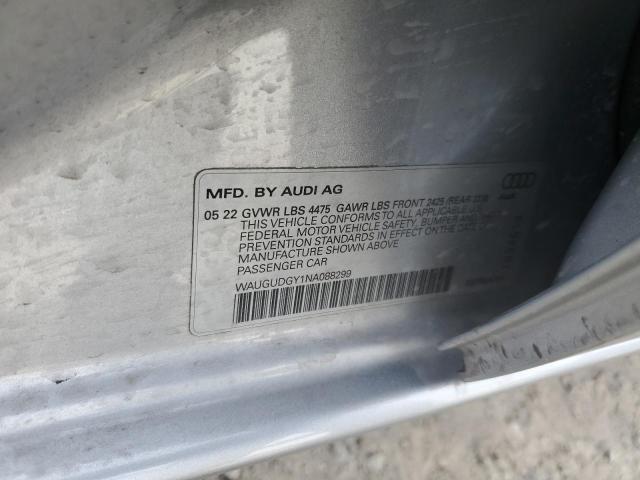 MFD. BY AUDI AG
05 22 GVWR LBS 4475 GAWR LBS FRONT 2425 (REAR
THIS VEHICLE CONFORMS TO ALL APPLICABLE U.S.
FEDERAL MOTOR VEHICLE SAFETY, BUMPER AND
PREVENTION STANDARDS IN EFFECT ON THE DATE OF
MANUFACTURE SHOWN ABOVE
PASSENGER CAR
WAUGUDGY1NA088299
Audi